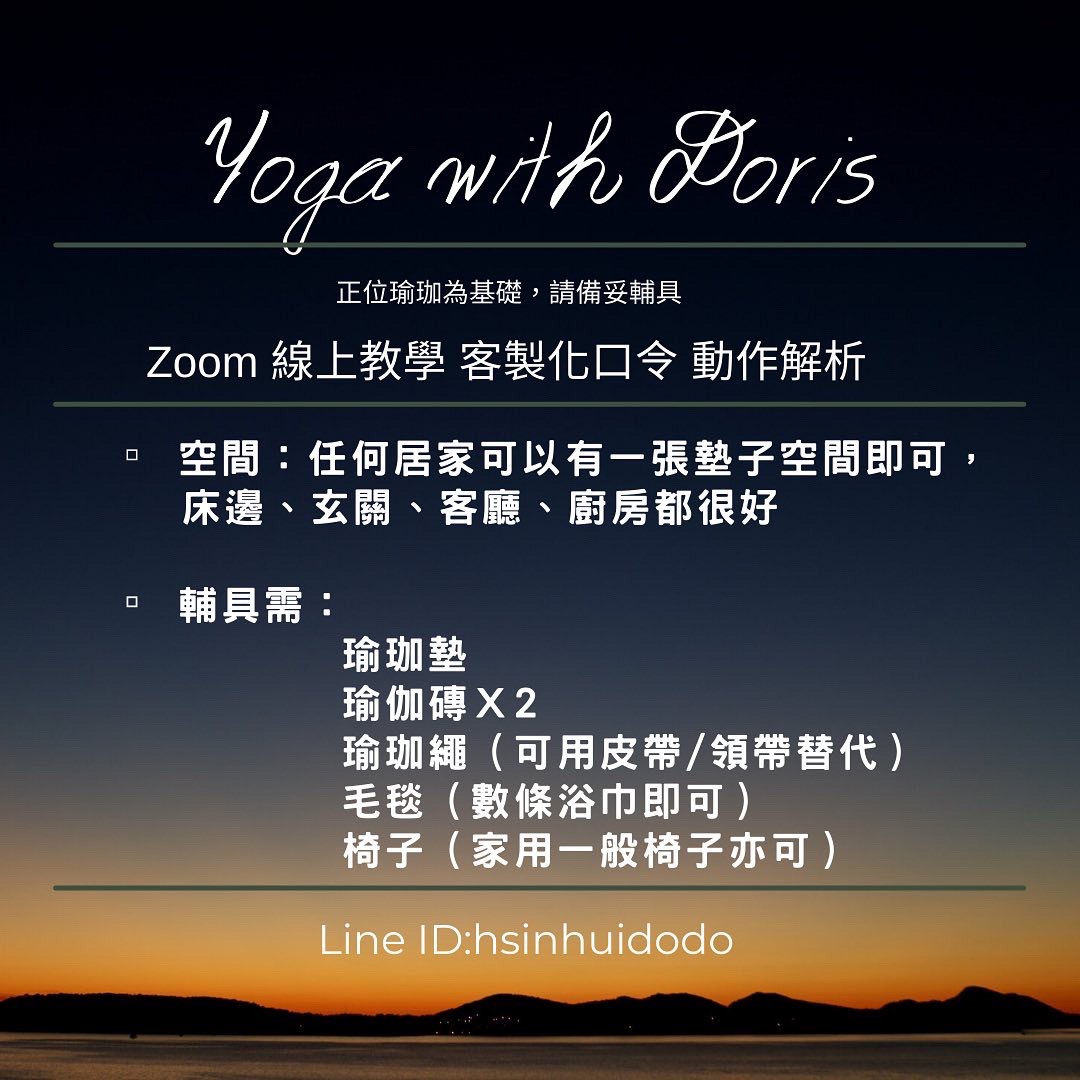 Yoga with Doris
正位瑜珈為基礎，請備妥輔具
Zoom 線上教學 客製化口令 動作解析
▫ 空間：任何居家可以有一張墊子空間即可，
床邊、玄關、客廳、廚房都很好
▫ 輔具需：
瑜珈墊
瑜伽磚 X 2
瑜珈繩（可用皮帶/領帶替代）
毛毯（數條浴巾即可）
椅子（家用一般椅子亦可）
Line ID:hsinhuidodo